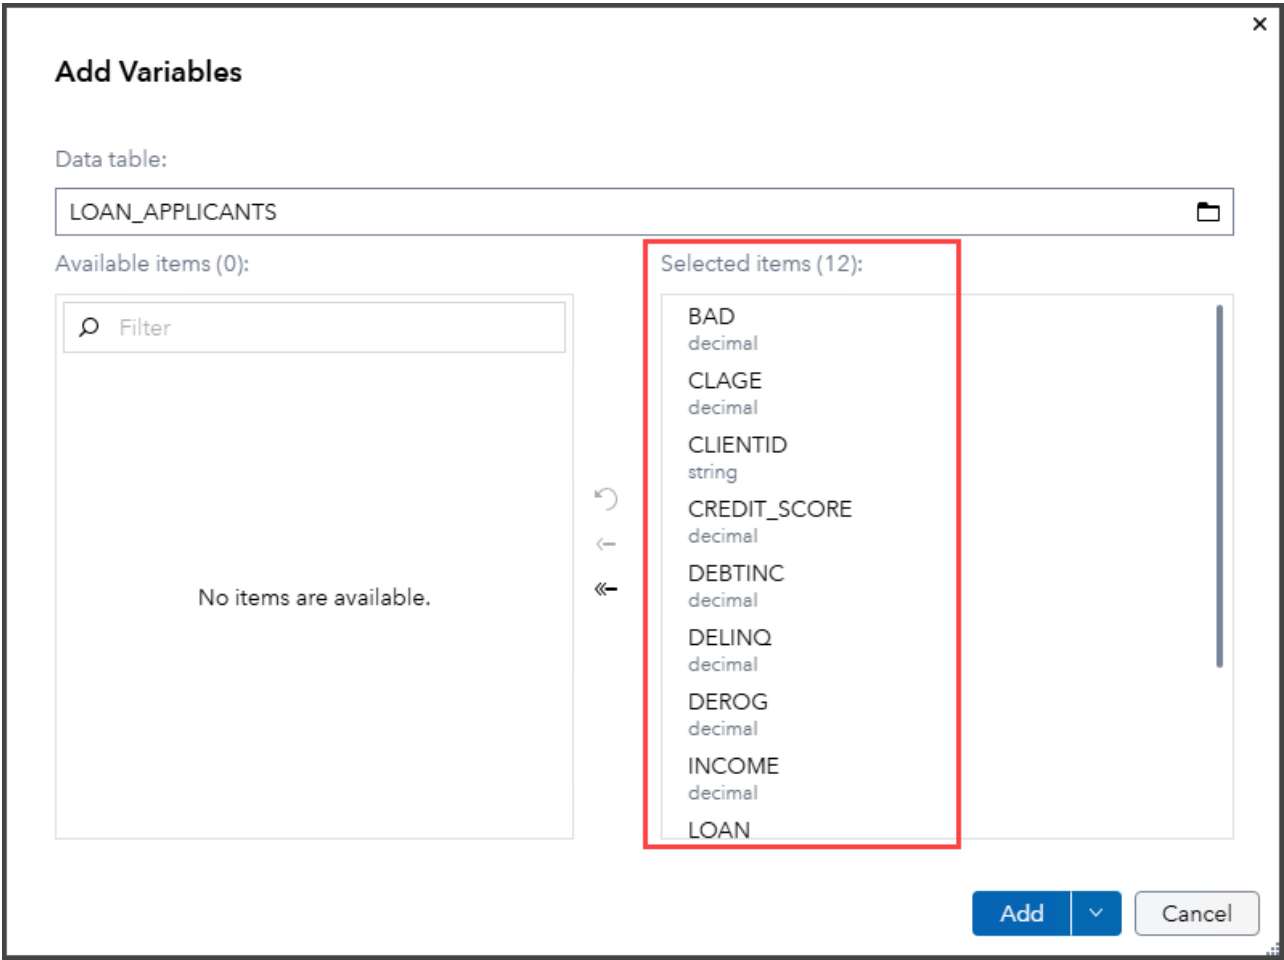 Add Variables
Data table:
LOAN_APPLICANTS
Available items (0):
Filter
No items are available.
Selected items (12):
BAD
decimal
CLAGE
decimal
CLIENTID
string
CREDIT_SCORE
decimal
DEBTINC
decimal
DELINQ
decimal
DEROG
decimal
INCOME
decimal
LOAN
Add
Cancel